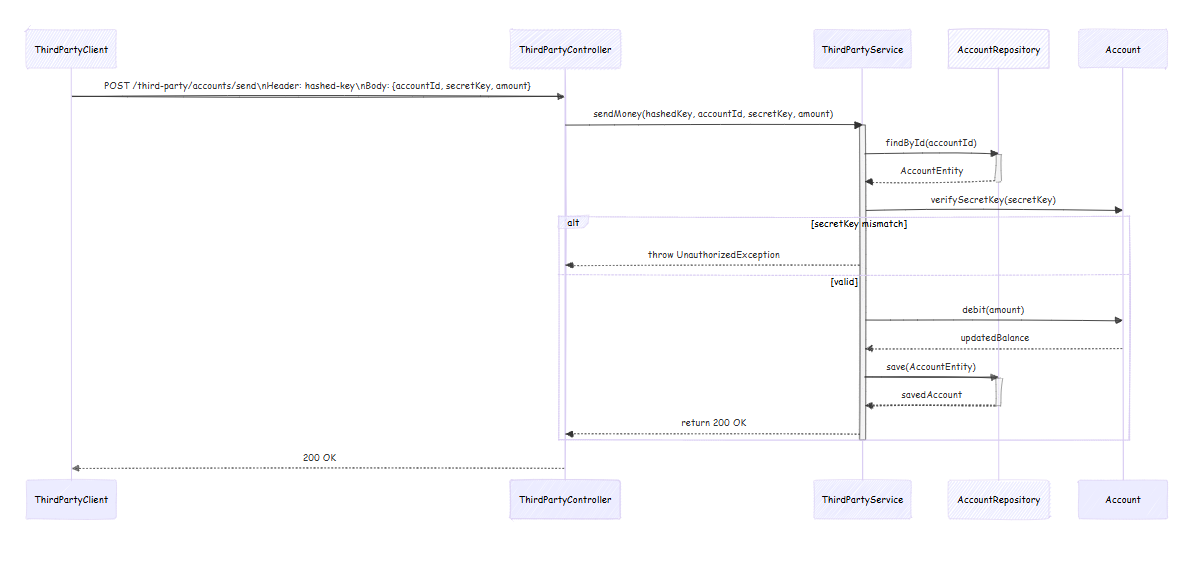 ThirdPartyClient
ThirdPartyController
ThirdPartyService
AccountRepository
Account
POST /third-party/accounts/send\nHeader: hashed-key\nBody: {accountId, secretKey, amount}
sendMoney(hashedKey, accountId, secretKey, amount)
findById(accountId)
AccountEntity
verifySecretKey(secretKey)
alt
[secretKey mismatch]
throw UnauthorizedException
[valid]
debit(amount)
updatedBalance
save(AccountEntity)
savedAccount
return 200 OK
200 OK
ThirdPartyClient
ThirdPartyController
ThirdPartyService
AccountRepository
Account